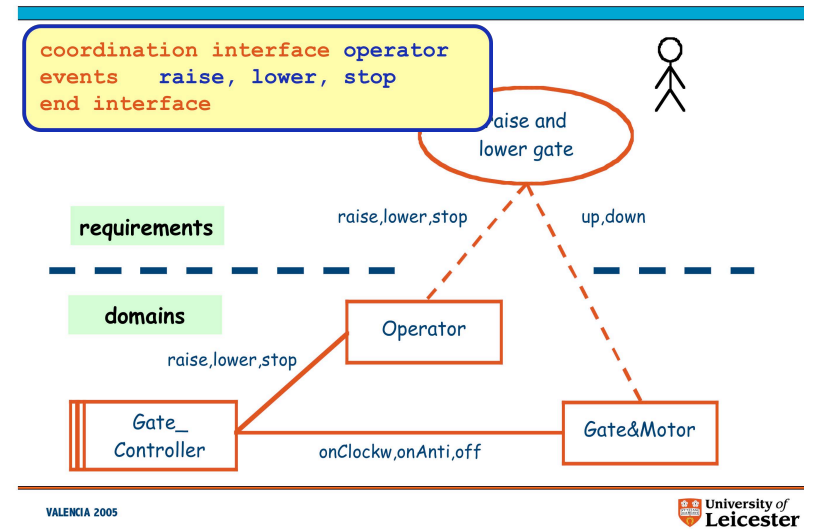 coordination interface operator
events raise, lower, stop
end interface
raise and
lower gate
raise,lower,stop
up,down
requirements
domains
Operator
raise,lower,stop
Gate_
Controller
Gate&Motor
onClockw,onAnti,off
VALENCIA 2005
University of
Leicester